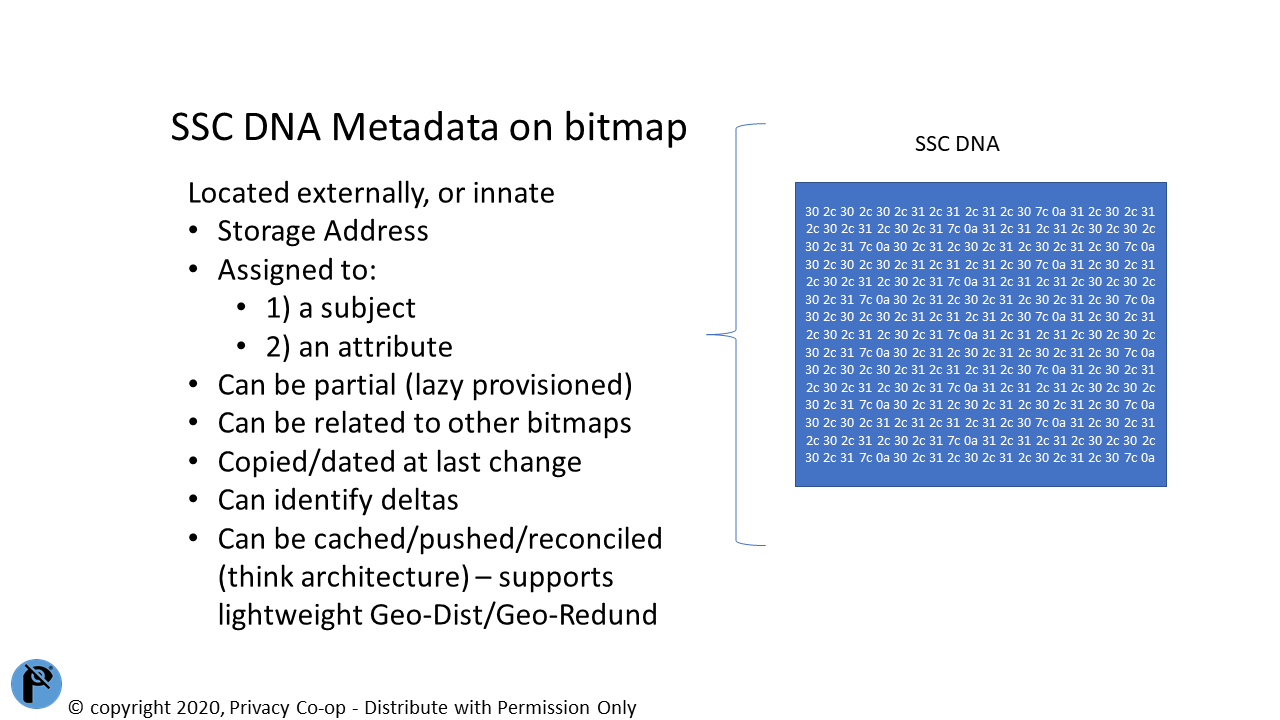 SSC DNA Metadata on bitmap
Located externally, or innate
• Storage Address
• Assigned to:
• 1) a subject
• 2) an attribute
• Can be partial (lazy provisioned)
• Can be related to other bitmaps
• Copied/dated at last change
• Can identify deltas
• Can be cached/pushed/reconciled
(think architecture) – supports
lightweight Geo-Dist/Geo-Redund
SSC DNA
30 2c 30 2c 30 2c 31 2c 31 2c 31 2c 30 7c 0a 31 2c 30 2c 31
2c 30 2c 31 2c 30 2c 31 7c 0a 31 2c 31 2c 31 2c 30 2c 30 2c
30 2c 31 7c 0a 30 2c 31 2c 30 2c 31 2c 30 2c 31 2c 30 7c 0a
30 2c 30 2c 30 2c 31 2c 31 2c 31 2c 30 7c 0a 31 2c 30 2c 31
2c 30 2c 31 2c 30 2c 31 7c 0a 31 2c 31 2c 31 2c 30 2c 30 2c
30 2c 31 7c 0a 30 2c 31 2c 30 2c 31 2c 30 2c 31 2c 30 7c 0a
30 2c 30 2c 30 2c 31 2c 31 2c 31 2c 30 7c 0a 31 2c 30 2c 31
2c 30 2c 31 2c 30 2c 31 7c 0a 31 2c 31 2c 31 2c 30 2c 30 2c
30 2c 31 7c 0a 30 2c 31 2c 30 2c 31 2c 30 2c 31 2c 30 7c 0a
30 2c 30 2c 30 2c 31 2c 31 2c 31 2c 30 7c 0a 31 2c 30 2c 31
2c 30 2c 31 2c 30 2c 31 7c 0a 31 2c 31 2c 31 2c 30 2c 30 2c
30 2c 31 7c 0a 30 2c 31 2c 30 2c 31 2c 30 2c 31 2c 30 7c 0a
30 2c 30 2c 31 2c 31 2c 31 2c 31 2c 30 7c 0a 31 2c 30 2c 31
2c 30 2c 31 2c 30 2c 31 7c 0a 31 2c 31 2c 31 2c 30 2c 30 2c
30 2c 31 7c 0a 30 2c 31 2c 30 2c 31 2c 30 2c 31 2c 30 7c 0a
© copyright 2020, Privacy Co-op - Distribute with Permission Only